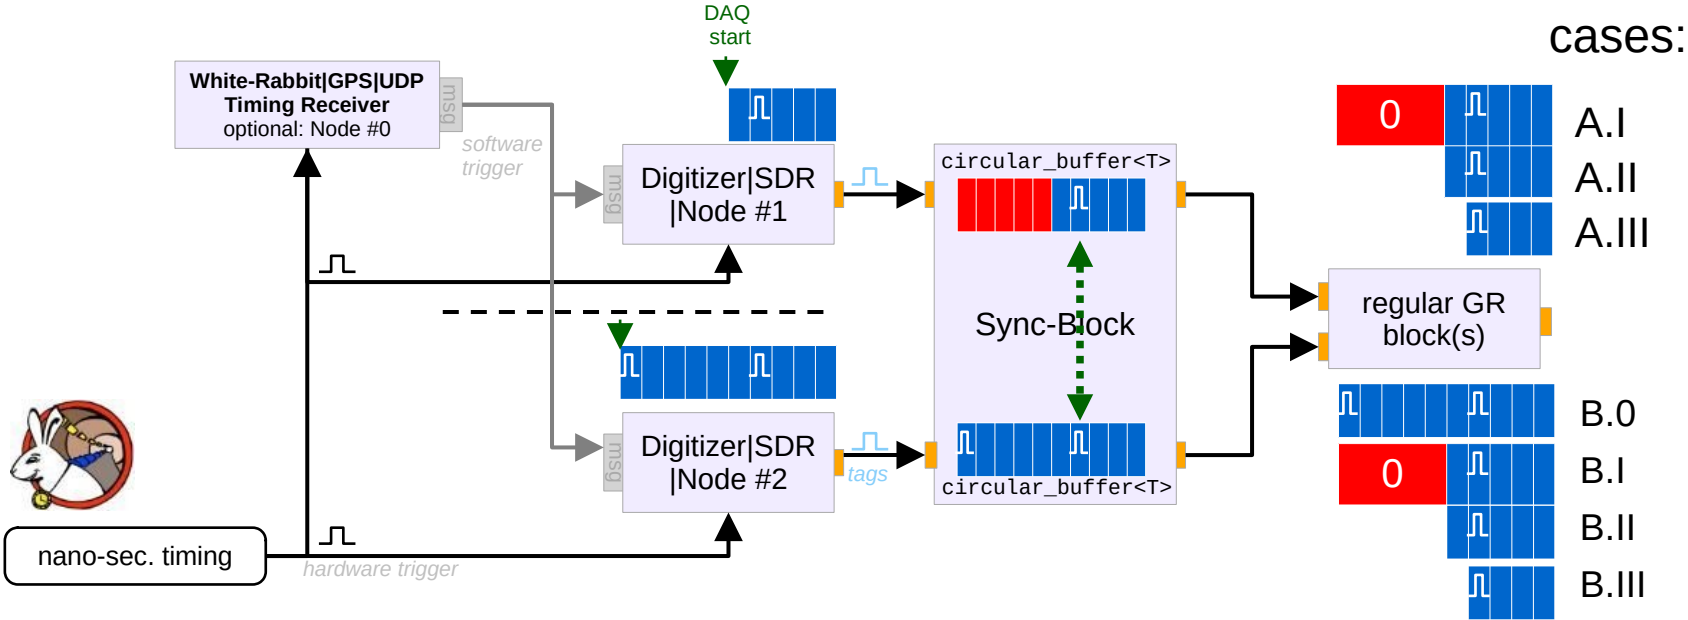 DAQ
start
cases:
White-Rabbit|GPS|UDP
Timing Receiver
optional: Node #0
msg
software
trigger
msg
Digitizer|SDR
|Node #1
circular_buffer<T>
0
A.I
A.II
A.III
Sync-Block
regular GR
block(s)
msg
Digitizer|SDR
|Node #2
tags
circular_buffer<T>
B.0
0
B.I
B.II
B.III
nano-sec. timing
hardware trigger